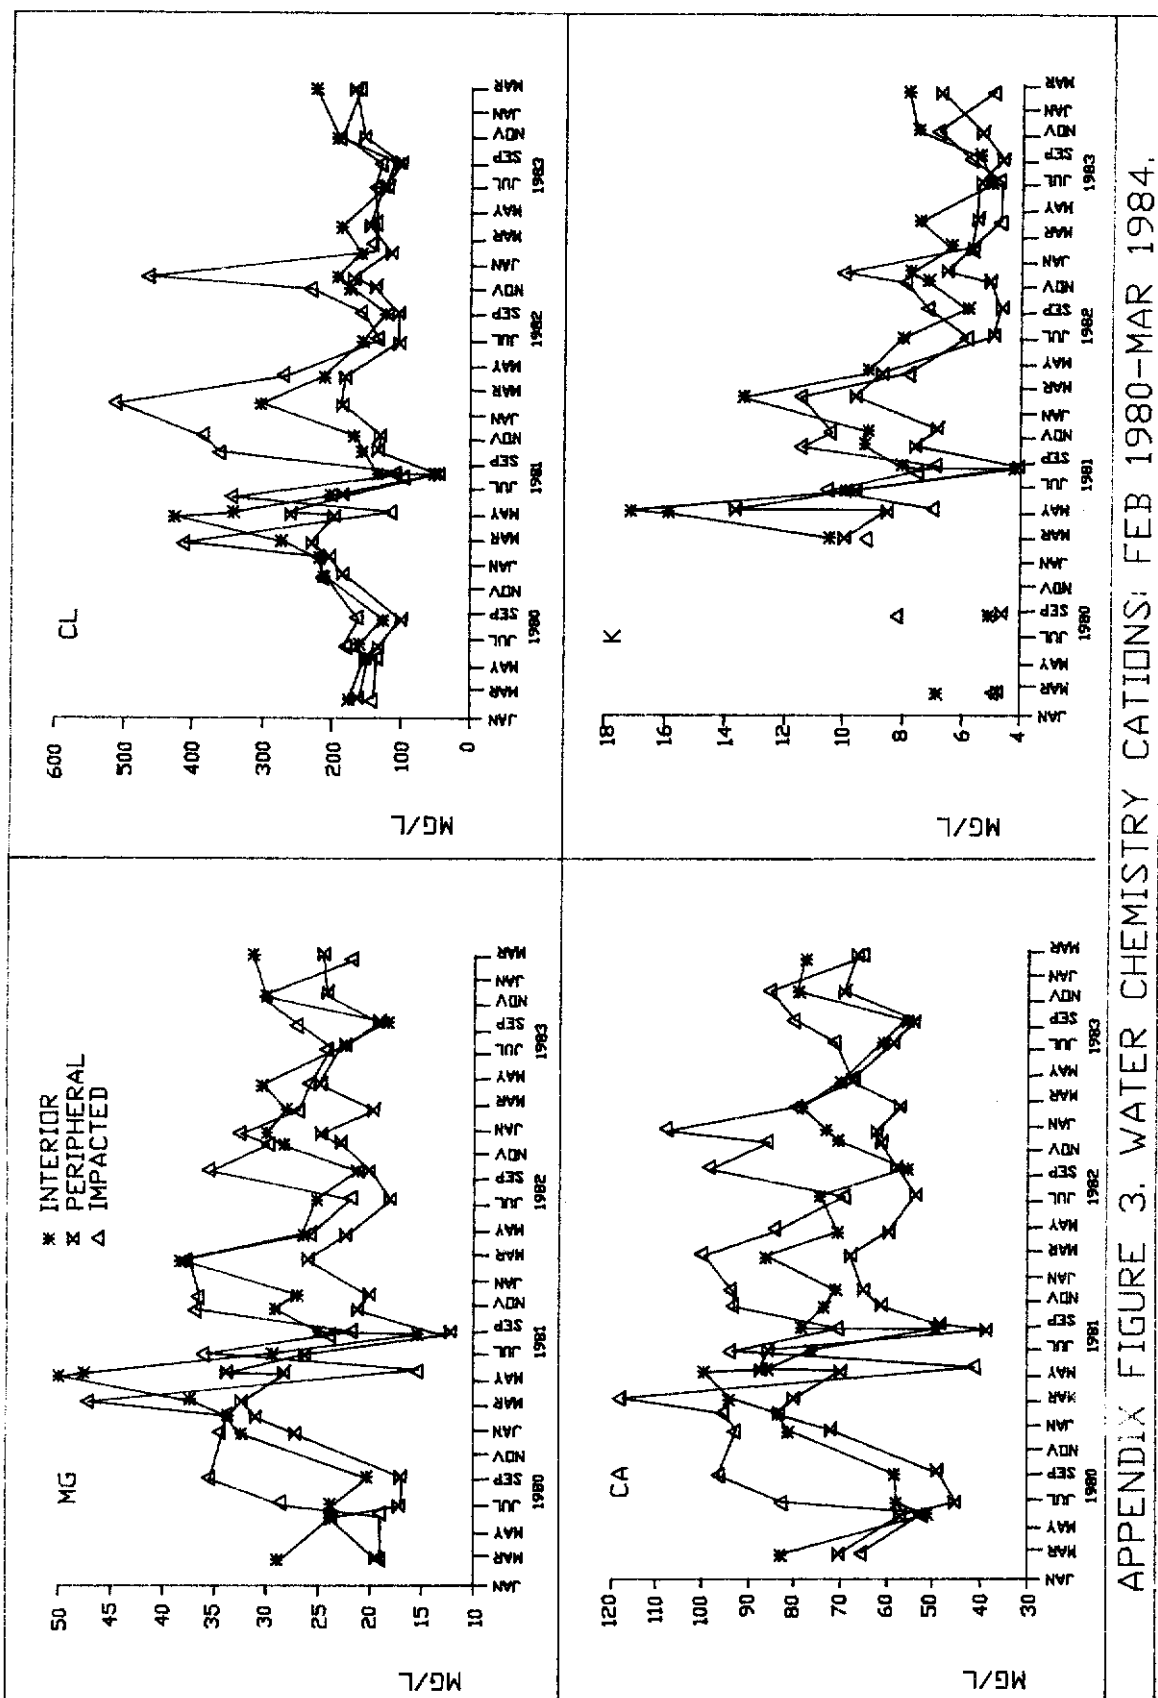 MG
* INTERIOR
PERIPHERAL
△ IMPACTED
MG/L
50
40
30
25
20
10
JAN MAR MAY JUL SEP NOV JAN MAR MAY JUL SEP NOV JAN MAR MAY JUL SEP NOV JAN MAR MAY JUL SEP NOV JAN MAR
1980 1981 1982 1983
CL
MG/L
600
500
400
300
200
100
0
JAN MAR MAY JUL SEP NOV JAN MAR MAY JUL SEP NOV JAN MAR MAY JUL SEP NOV JAN MAR MAY JUL SEP NOV JAN MAR
1980 1981 1982 1983
CA
MG/L
120
100
90
80
70
60
50
40
30
JAN MAR MAY JUL SEP NOV JAN MAR MAY JUL SEP NOV JAN MAR MAY JUL SEP NOV JAN MAR MAY JUL SEP NOV JAN MAR
1980 1981 1982 1983
K
MG/L
18
14
10
8
6
4
JAN MAR MAY JUL SEP NOV JAN MAR MAY JUL SEP NOV JAN MAR MAY JUL SEP NOV JAN MAR MAY JUL SEP NOV JAN MAR
1980 1981 1982 1983
APPENDIX FIGURE 3. WATER CHEMISTRY CATIONS: FEB 1980-MAR 1984.